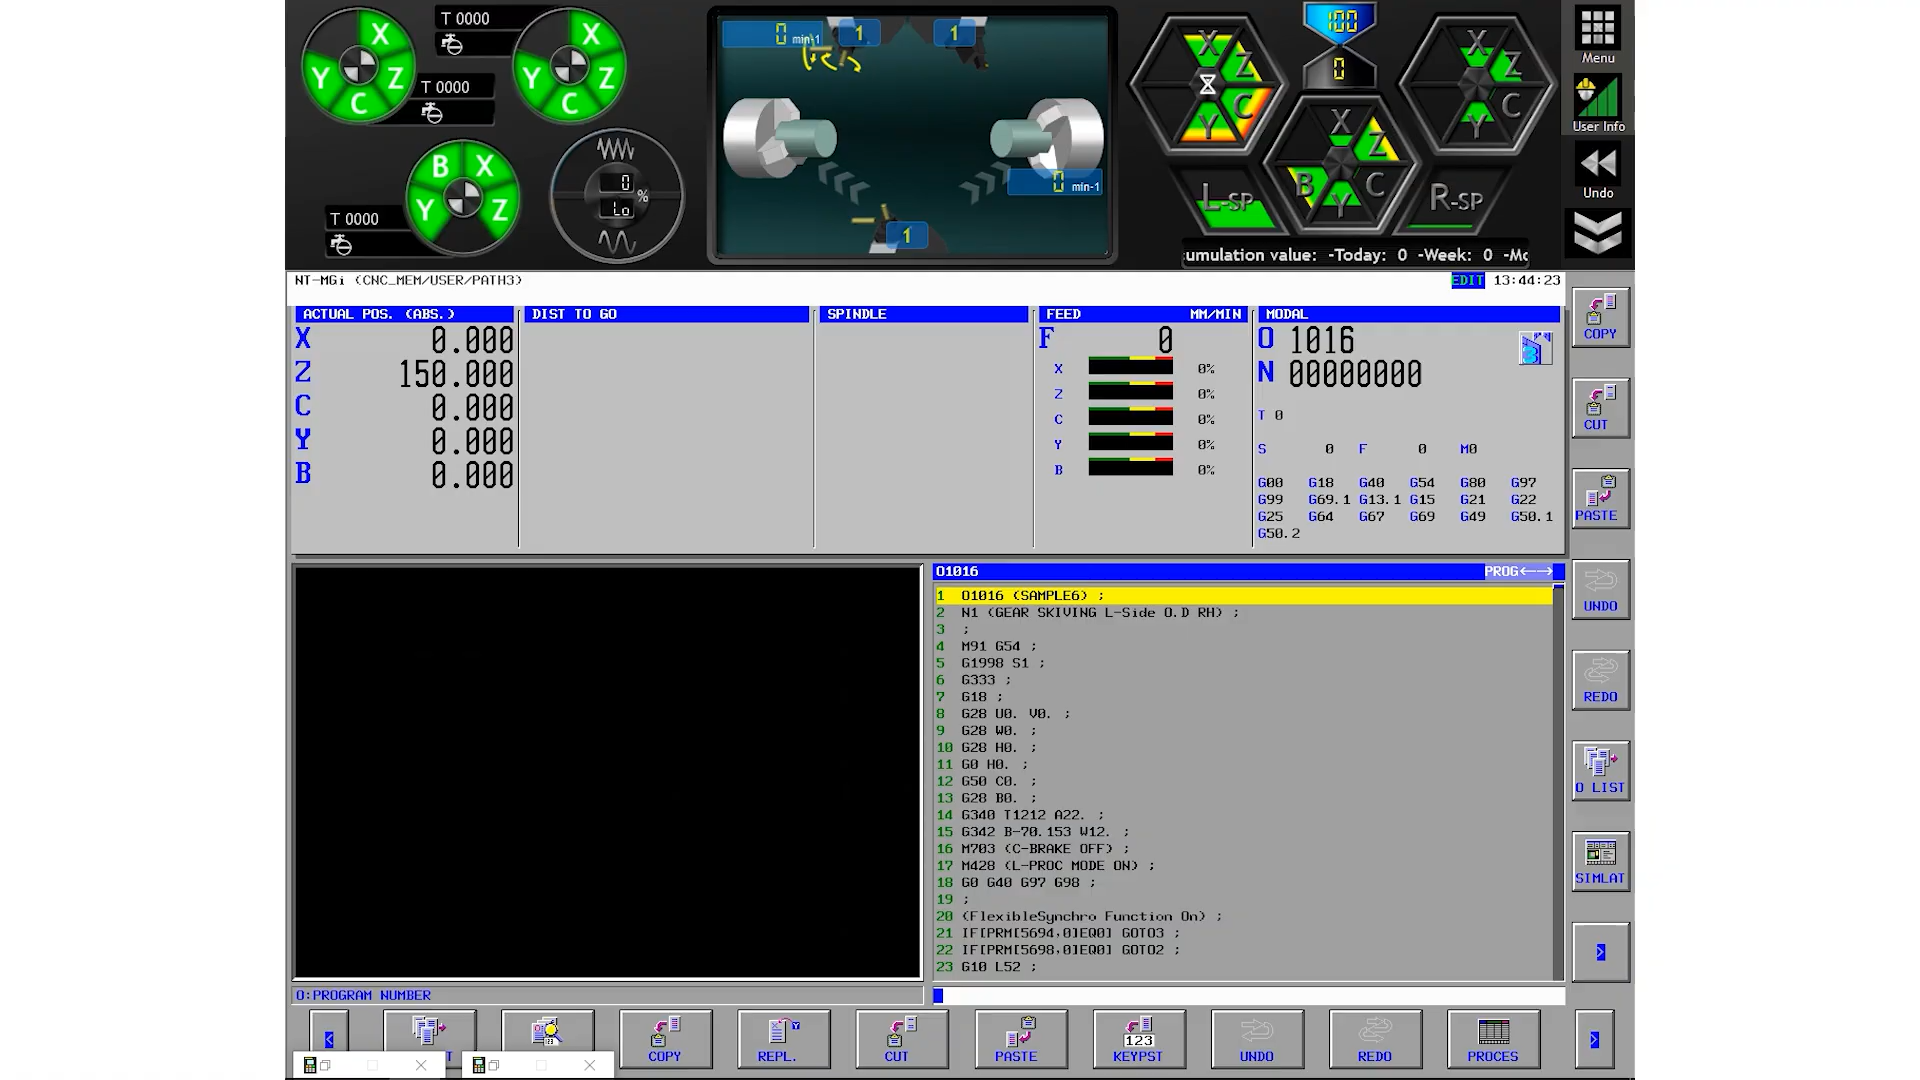 T 0000
X
Y
Z
C
T 0000
X
Y
Z
C
T 0000
B
X
Y
Z
0
%
Lo
0 min-1
1
1
0 min-1
1
X
Z
C
Y
100
0
X
Z
B
C
Y
X
Z
C
Y
L-SP
R-SP
umulation value: -Today: 0 -Week: 0 -Mo
Menu
User Info
Undo
NT-MGi (CNC_MEM/USER/PATH3)
EDIT 13:44:23
ACTUAL POS. (ABS.)
X 0.000
Z 150.000
C 0.000
Y 0.000
B 0.000
DIST TO GO
SPINDLE
FEED MM/MIN
F 0
X 0%
Z 0%
C 0%
Y 0%
B 0%
MODAL
O 1016
N 00000000
3
T 0
S 0 F 0 M0
G00 G18 G40 G54 G80 G97
G99 G69.1 G13.1 G15 G21 G22
G25 G64 G67 G69 G49 G50.1
G50.2
O1016 PROG←→
1 O1016 (SAMPLE6) ;
2 N1 (GEAR SKIVING L-Side O.D RH) ;
3 ;
4 M91 G54 ;
5 G1998 S1 ;
6 G333 ;
7 G18 ;
8 G28 U0. V0. ;
9 G28 W0. ;
10 G28 H0. ;
11 G0 H0. ;
12 G50 C0. ;
13 G28 B0. ;
14 G340 T1212 A22. ;
15 G342 B-70.153 W12. ;
16 M703 (C-BRAKE OFF) ;
17 M428 (L-PROC MODE ON) ;
18 G0 G40 G97 G98 ;
19 ;
20 (FlexibleSynchro Function On) ;
21 IF[PRM[5694,0]EQ0] GOTO3 ;
22 IF[PRM[5698,0]EQ0] GOTO2 ;
23 G10 L52 ;
O:PROGRAM NUMBER
COPY
CUT
PASTE
UNDO
REDO
O LIST
SIMLAT
>
<
T
COPY
REPL.
CUT
PASTE
123
KEYPST
UNDO
REDO
PROCES
>